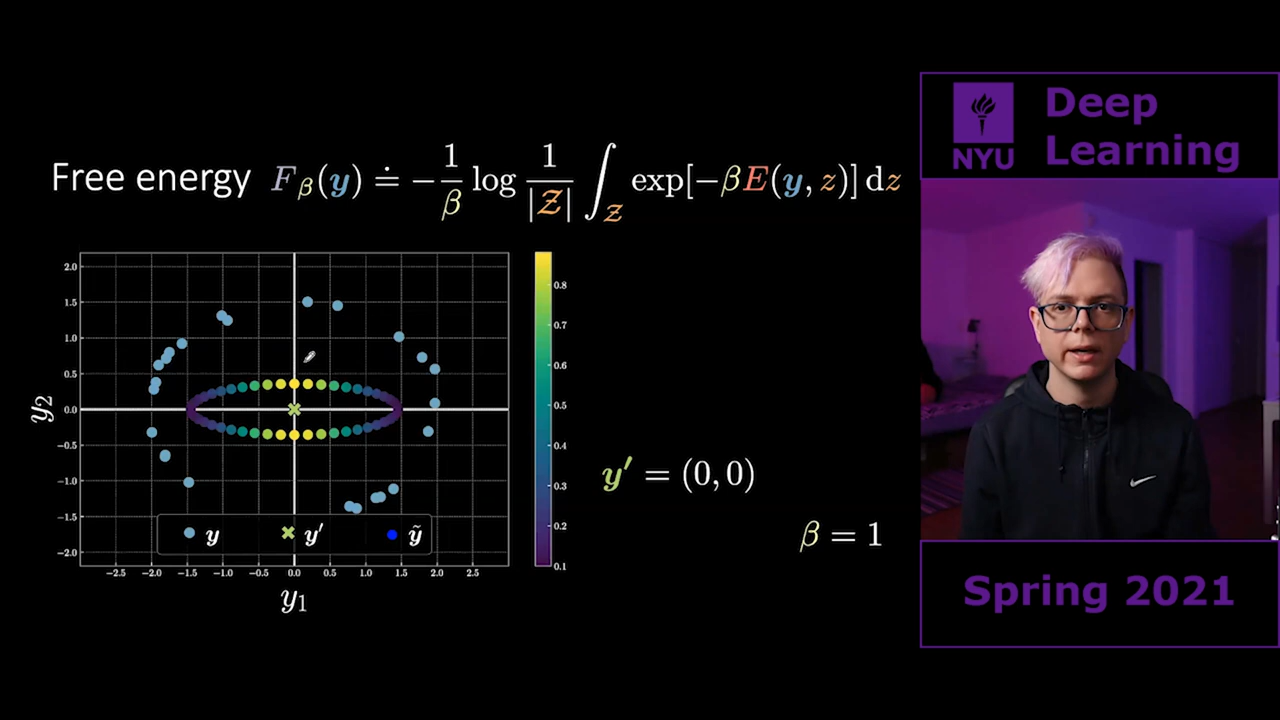 Free energy F_β(y) ≐ −1/β log 1/|𝒵| ∫_𝒵 exp[−βE(y, z)] dz
2.0
1.5
1.0
0.5
0.0
−0.5
−1.0
−1.5
−2.0
y₂
−2.5 −2.0 −1.5 −1.0 −0.5 0.0 0.5 1.0 1.5 2.0 2.5
y₁
y y′ ỹ
0.8
0.7
0.6
0.5
0.4
0.3
0.2
0.1
y′ = (0, 0)
β = 1
NYU
Deep
Learning
Spring 2021